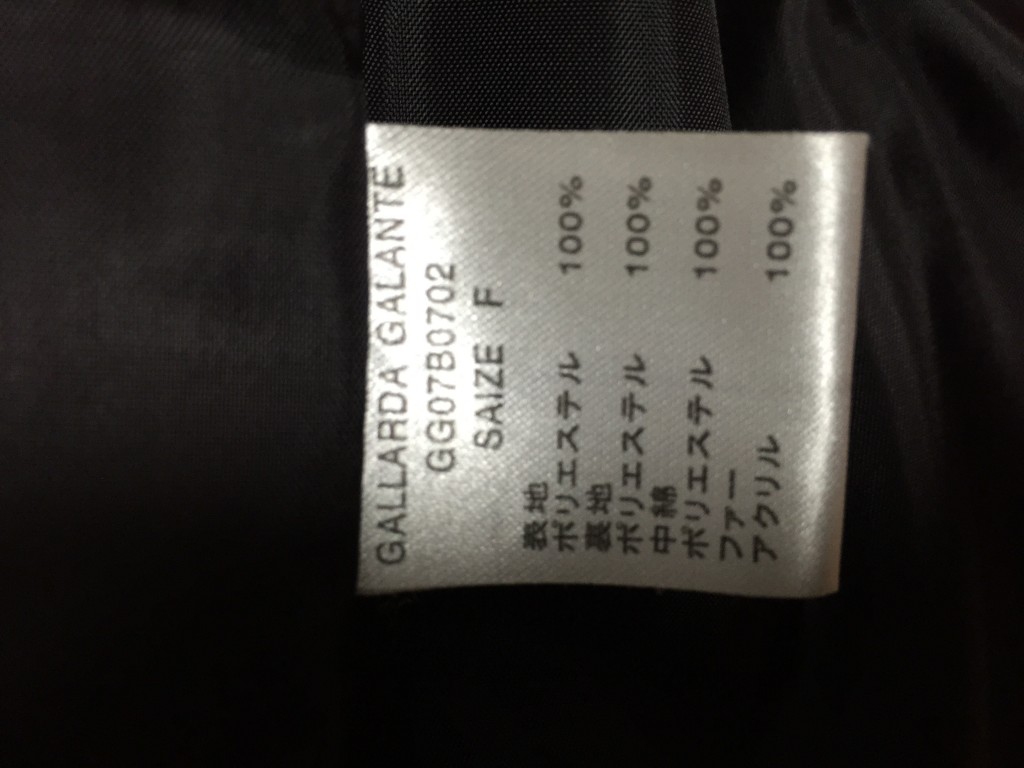 GALLARDA GALANTE
GG07B0702
SAIZE F
表地
ポリエステル 100%
裏地
ポリエステル 100%
中綿
ポリエステル 100%
ファー
アクリル 100%